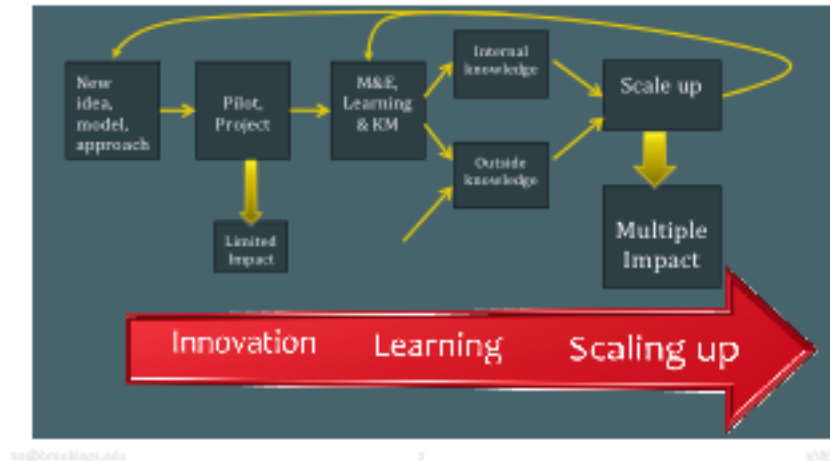 New
idea,
model,
approach
Pilot,
Project
M&E,
Learning
& KM
Internal
knowledge
Outside
knowledge
Scale up
Limited
Impact
Multiple
Impact
Innovation
Learning
Scaling up
3